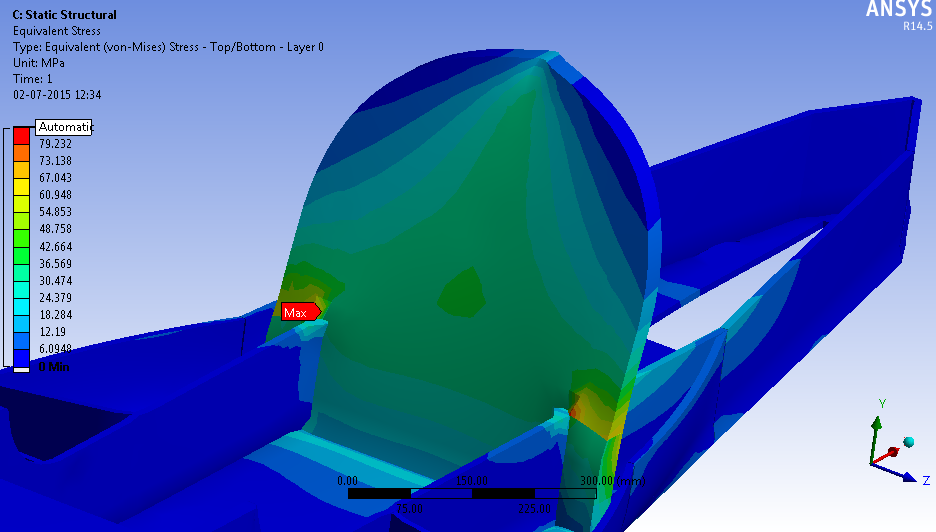 C: Static Structural
Equivalent Stress
Type: Equivalent (von-Mises) Stress - Top/Bottom - Layer 0
Unit: MPa
Time: 1
02-07-2015 12:34
ANSYS
R14.5
Automatic
79.232
73.138
67.043
60.948
54.853
48.758
42.664
36.569
30.474
24.379
18.284
12.19
6.0948
0 Min
Max
0.00 150.00 300.00 (mm)
75.00 225.00
Y
Z